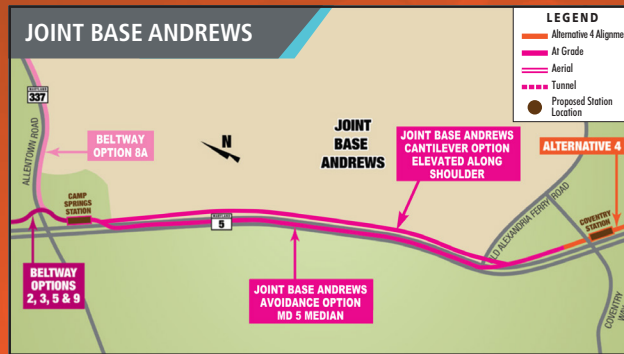 JOINT BASE ANDREWS
LEGEND
Alternative 4
At Grade
Aerial
Tunnel
Proposed Station
Location
MARYLAND
337
ALLENTOWN ROAD
BELTWAY
OPTION 8A
N
JOINT
BASE
ANDREWS
JOINT BASE ANDREWS
CANTILEVER OPTION
ELEVATED ALONG
SHOULDER
ALTERNATIVE 4
CAMP
SPRINGS
STATION
MARYLAND
5
ALEXANDRIA FERRY ROAD
COVENTRY
STATION
BELTWAY
OPTIONS
2, 3, 5 & 9
JOINT BASE ANDREWS
AVOIDANCE OPTION
MD 5 MEDIAN
COVENTRY